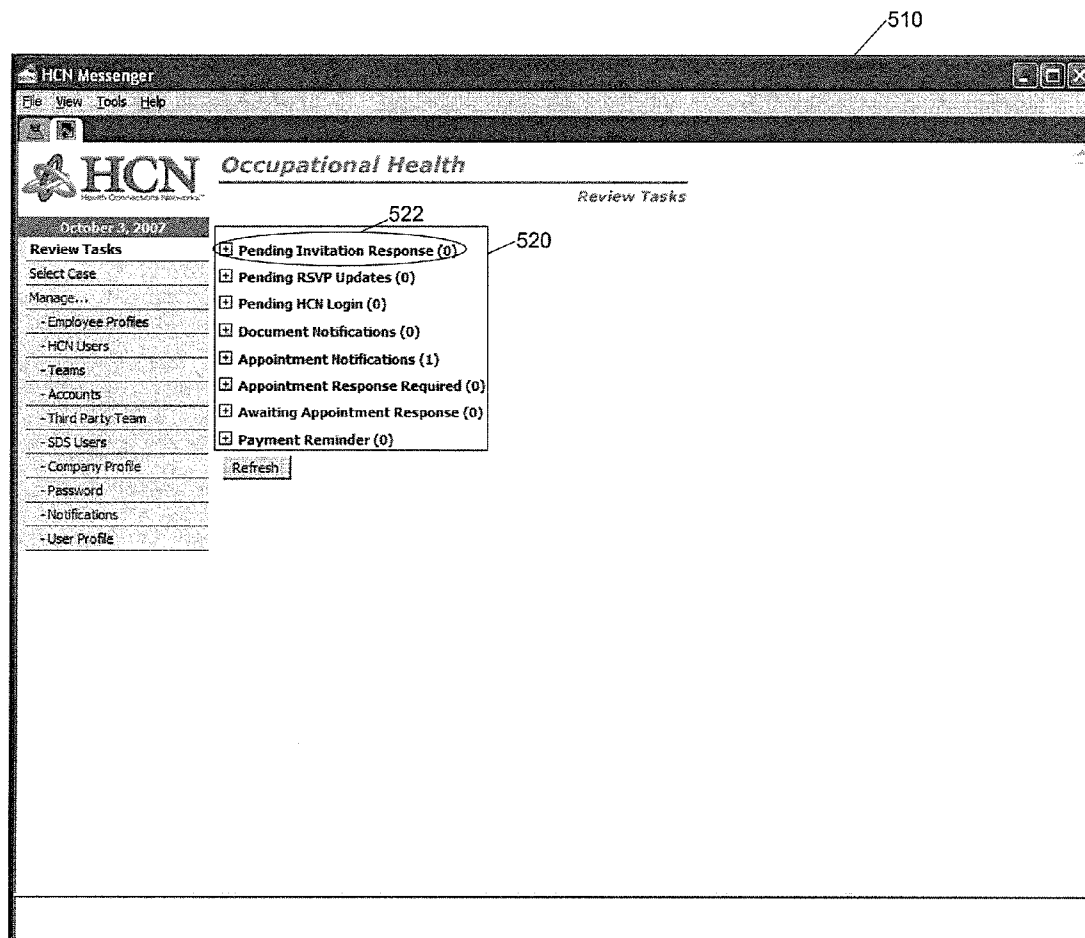 510
HCN Messenger
File View Tools Help
HCN
Health Connections Networks™
Occupational Health
Review Tasks
October 3, 2007
Review Tasks
Select Case
Manage...
- Employee Profiles
- HCN Users
- Teams
- Accounts
- Third Party Team
- SDS Users
- Company Profile
- Password
- Notifications
- User Profile
522
520
Pending Invitation Response (0)
Pending RSVP Updates (0)
Pending HCN Login (0)
Document Notifications (0)
Appointment Notifications (1)
Appointment Response Required (0)
Awaiting Appointment Response (0)
Payment Reminder (0)
Refresh